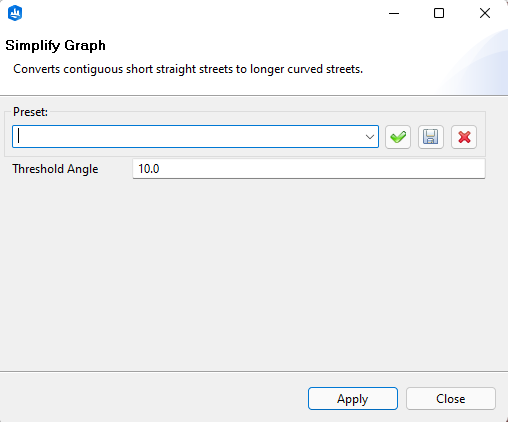 Simplify Graph
Converts contiguous short straight streets to longer curved streets.
Preset:
Threshold Angle 10.0
Apply Close